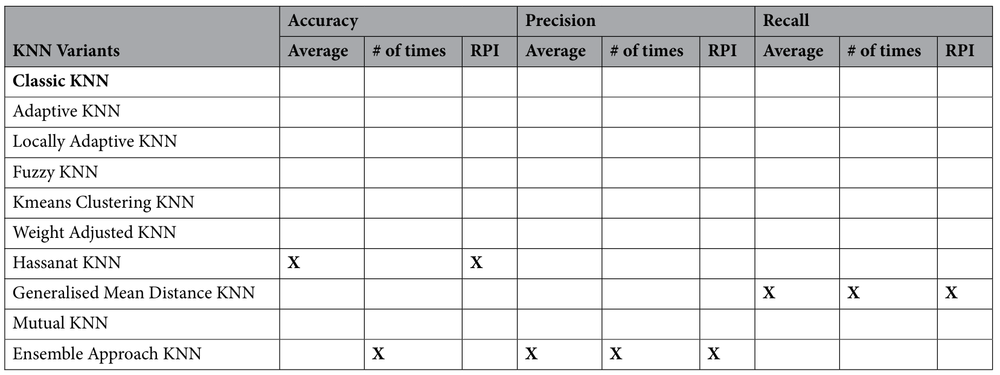 Accuracy Precision Recall
KNN Variants Average # of times RPI Average # of times RPI Average # of times RPI
Classic KNN
Adaptive KNN
Locally Adaptive KNN
Fuzzy KNN
Kmeans Clustering KNN
Weight Adjusted KNN
Hassanat KNN X X
Generalised Mean Distance KNN X X X
Mutual KNN
Ensemble Approach KNN X X X X